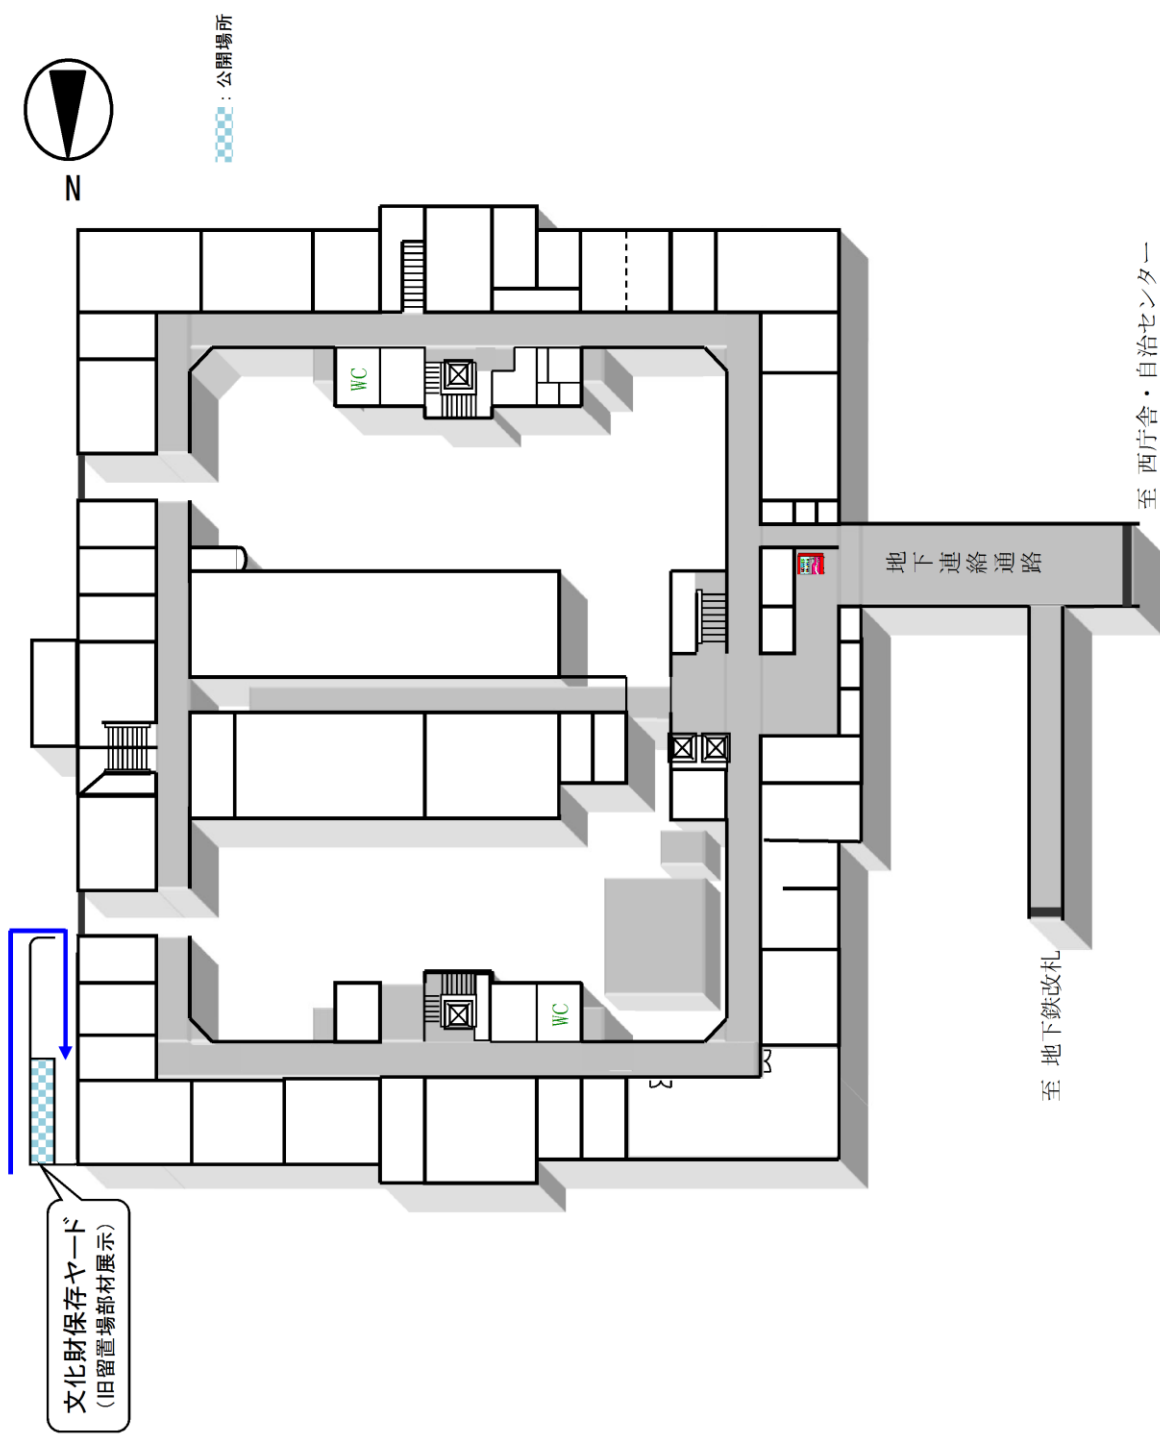 N
：公開場所
WC
地下連絡通路
至 西庁舎・自治センター
WC
至 地下鉄改札
文化財保存ヤード
（旧留置場部材展示）